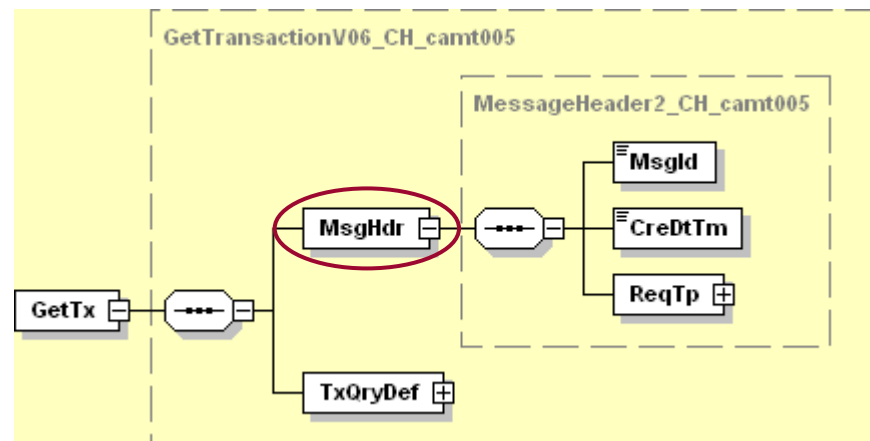 GetTransactionV06_CH_camt005
MessageHeader2_CH_camt005
MsgId
MsgHdr
CreDtTm
ReqTp
GetTx
TxQryDef